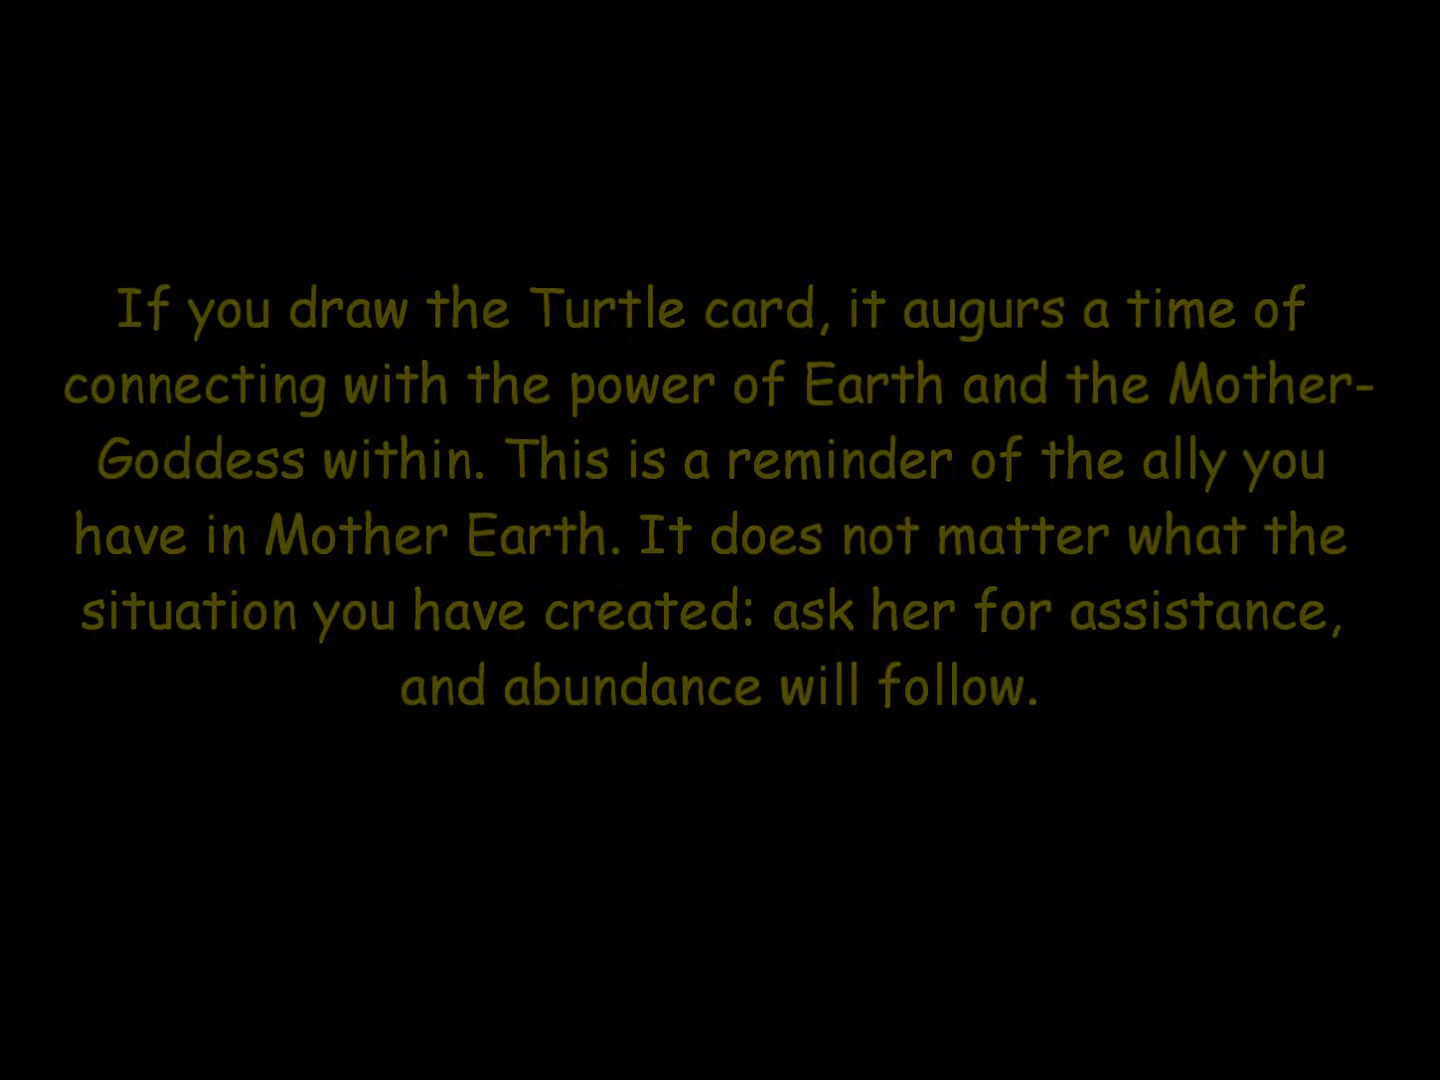 If you draw the Turtle card, it augurs a time of
connecting with the power of Earth and the Mother-
Goddess within. This is a reminder of the ally you
have in Mother Earth. It does not matter what the
situation you have created: ask her for assistance,
and abundance will follow.